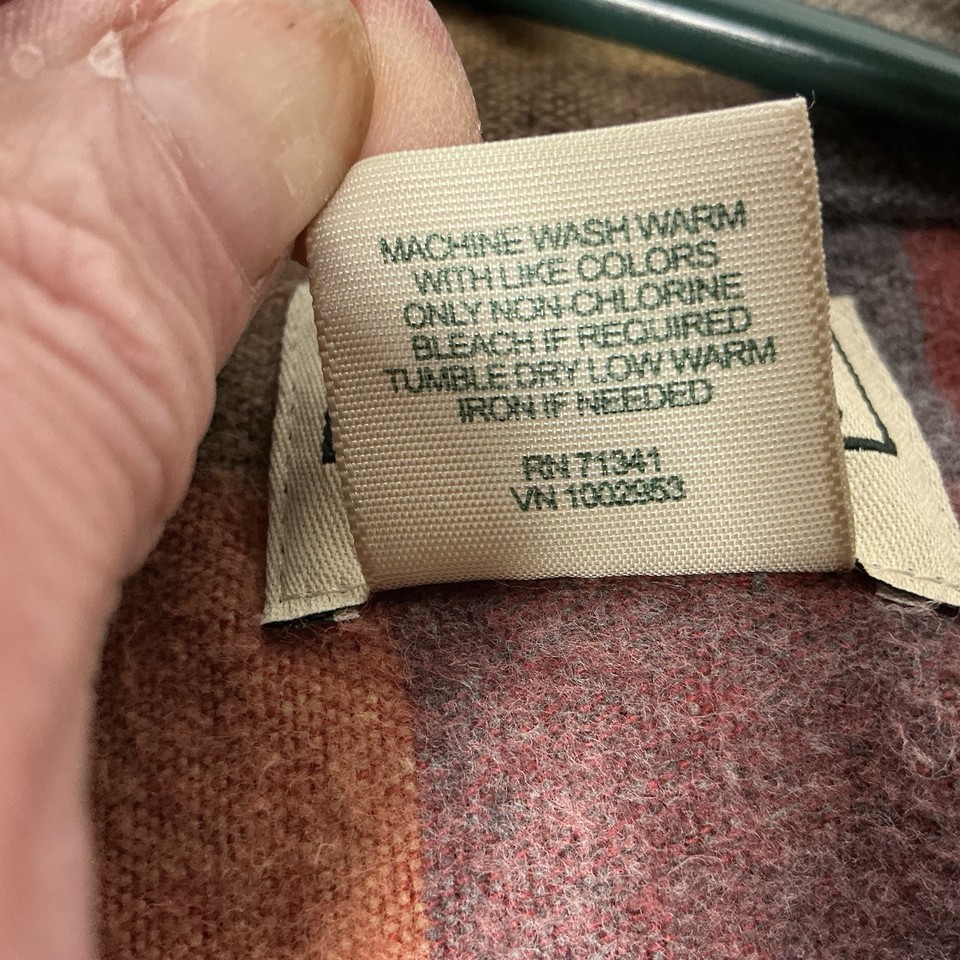 MACHINE WASH WARM
WITH LIKE COLORS
ONLY NON-CHLORINE
BLEACH IF REQUIRED
TUMBLE DRY LOW WARM
IRON IF NEEDED
RN 71341
VN 1002953